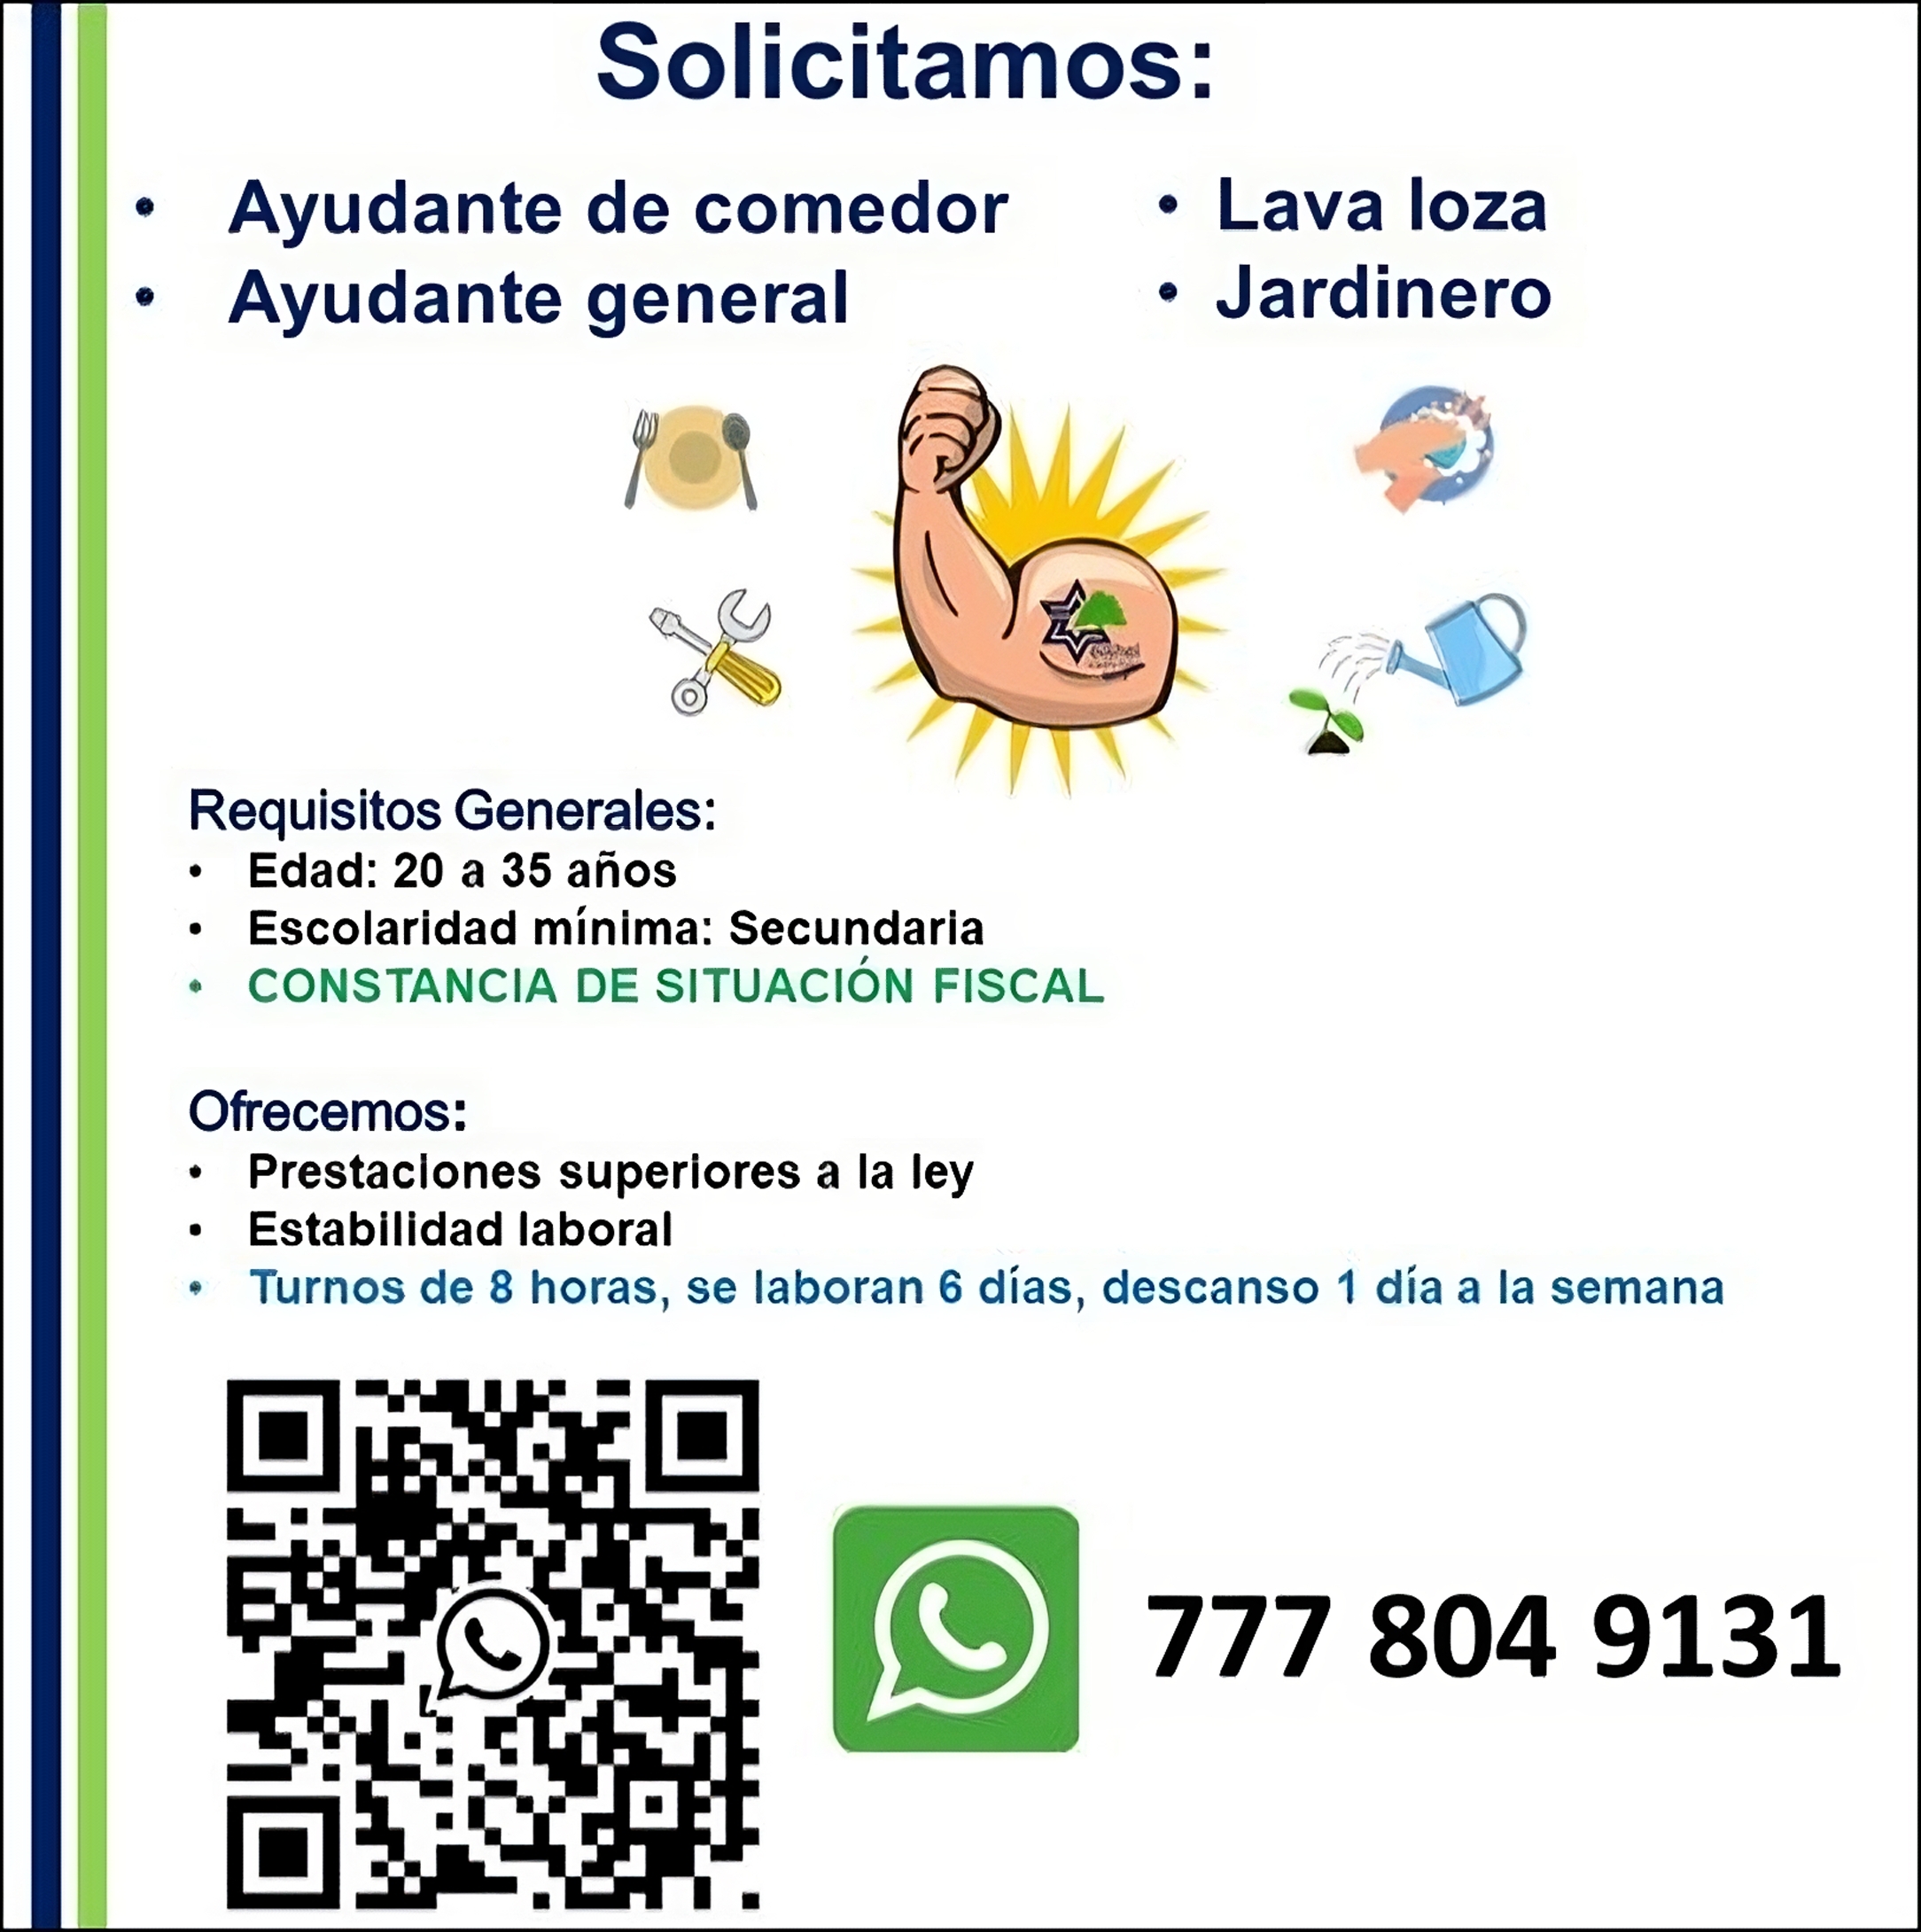 Solicitamos:
• Ayudante de comedor
• Ayudante general
• Lava loza
• Jardinero
Requisitos Generales:
• Edad: 20 a 35 años
• Escolaridad mínima: Secundaria
• CONSTANCIA DE SITUACIÓN FISCAL
Ofrecemos:
• Prestaciones superiores a la ley
• Estabilidad laboral
• Turnos de 8 horas, se laboran 6 días, descanso 1 día a la semana
777 804 9131